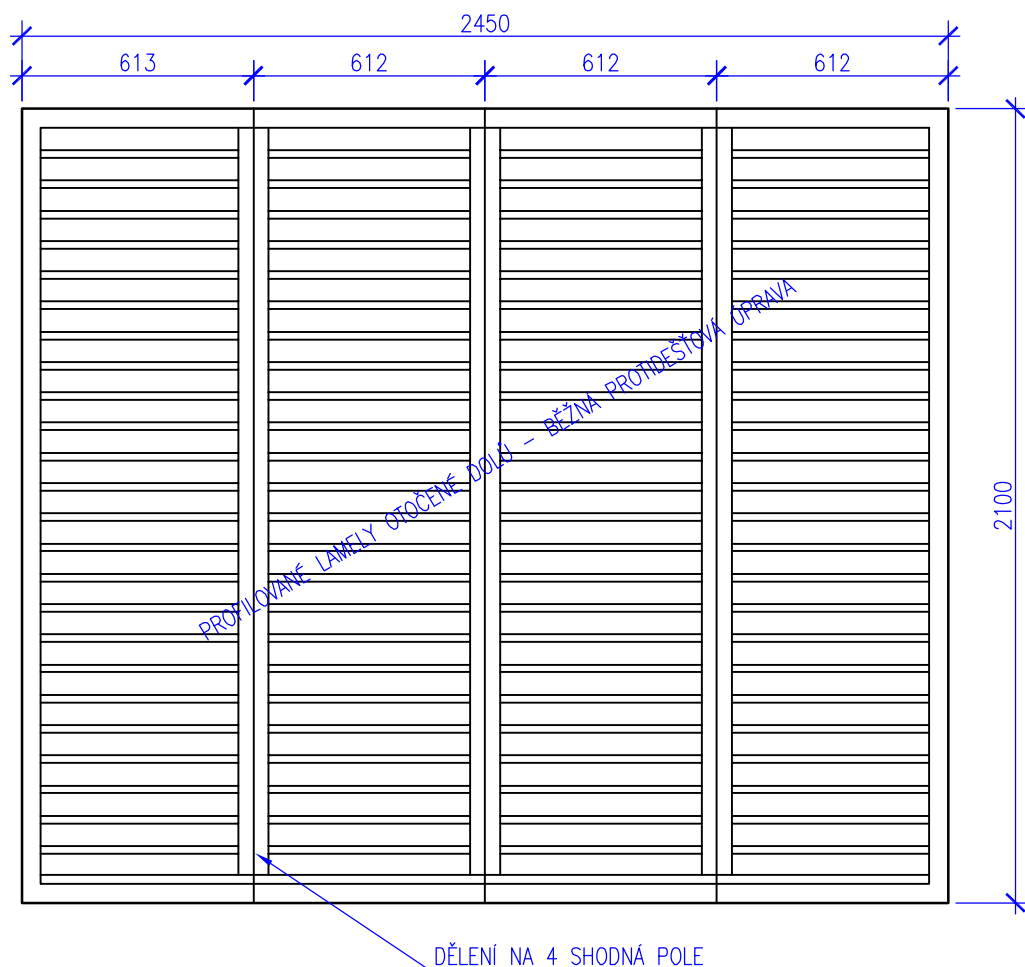 2450
613 612 612 612
PROFILOVANÉ LAMELY OTOČENÉ DOLŮ - BĚŽNÁ PROTIDEŠŤOVÁ ÚPRAVA
2100
DĚLENÍ NA 4 SHODNÁ POLE